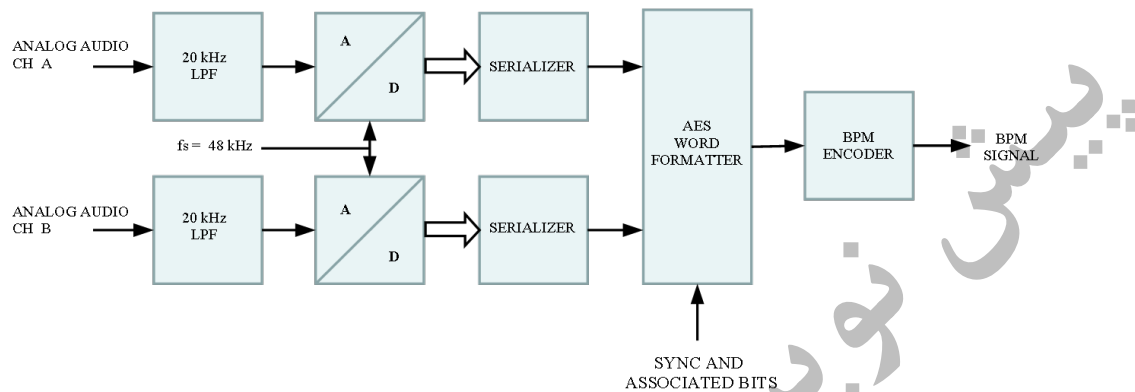 ANALOG AUDIO
CH A
20 kHz
LPF
A
D
SERIALIZER
fs = 48 kHz
AES
WORD
FORMATTER
BPM
ENCODER
BPM
SIGNAL
ANALOG AUDIO
CH B
20 kHz
LPF
A
D
SERIALIZER
SYNC AND
ASSOCIATED BITS
پیش